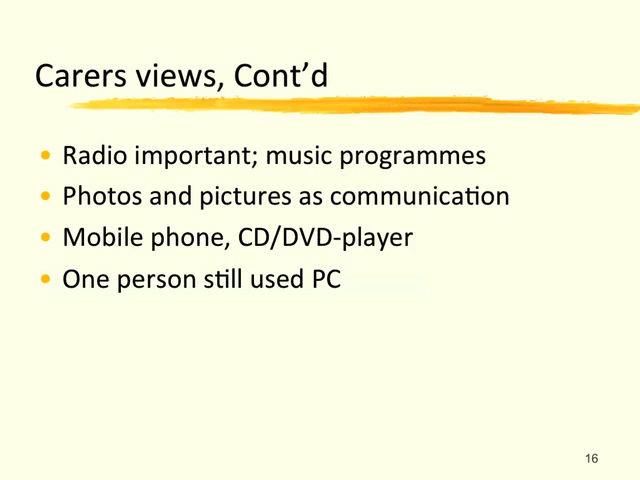 Carers views, Cont’d
• Radio important; music programmes
• Photos and pictures as communication
• Mobile phone, CD/DVD-player
• One person still used PC
16